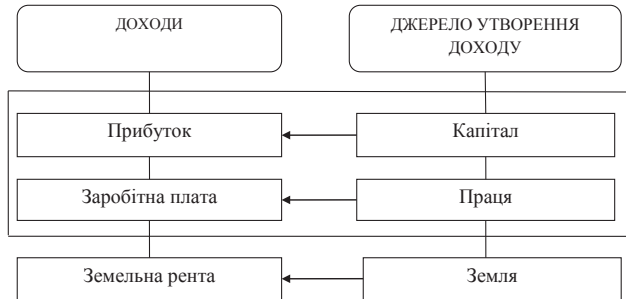 ДОХОДИ
ДЖЕРЕЛО УТВОРЕННЯ
ДОХОДУ
Прибуток
Капітал
Заробітна плата
Праця
Земельна рента
Земля